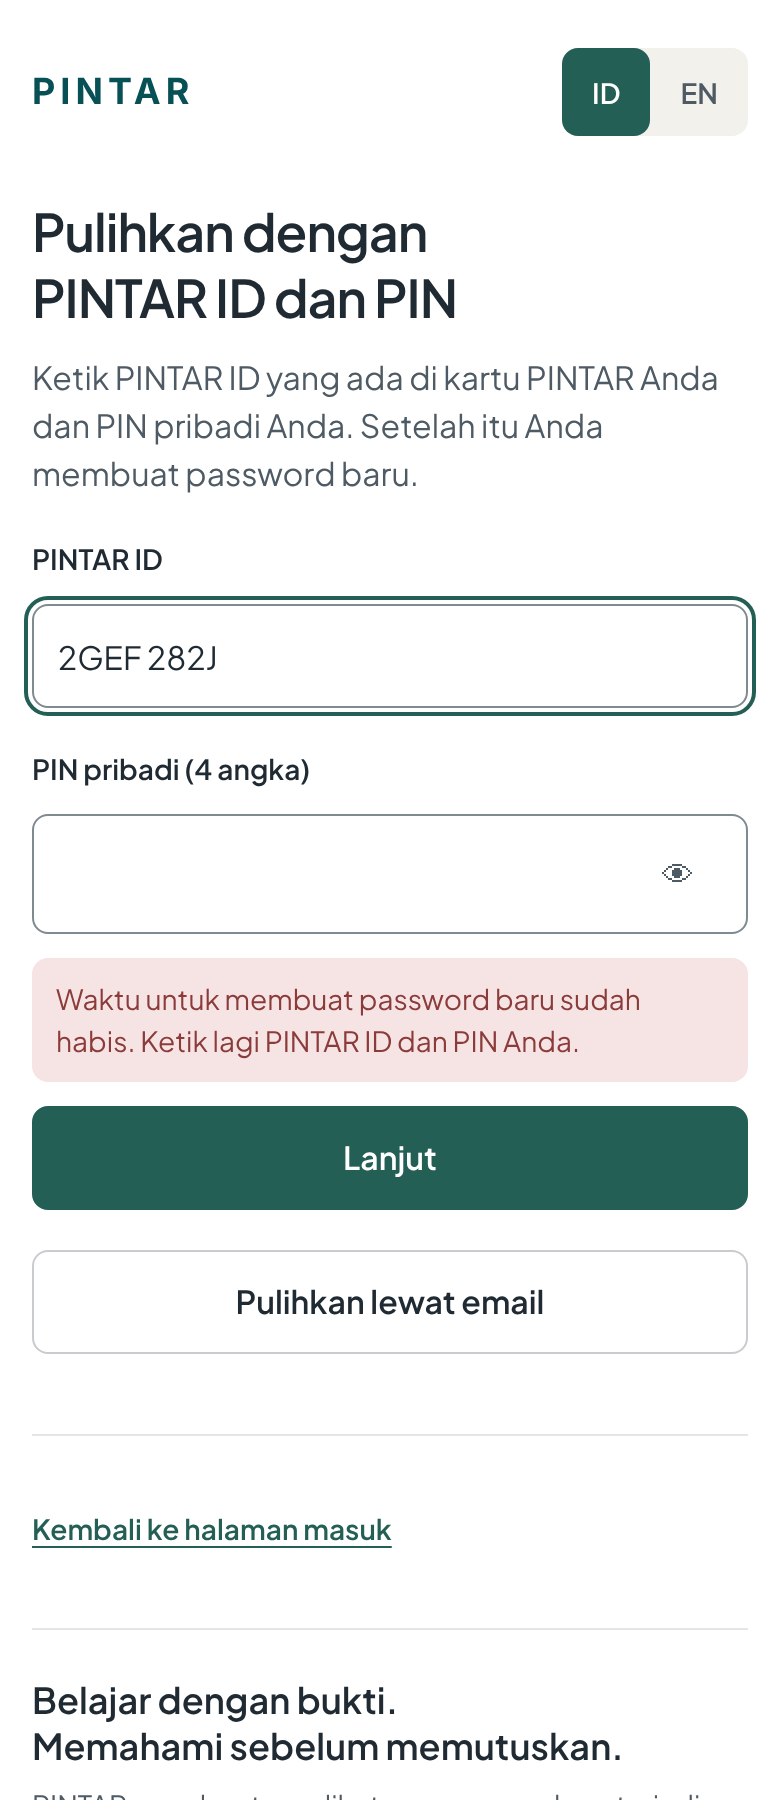 PINTAR
ID EN
Pulihkan dengan
PINTAR ID dan PIN
Ketik PINTAR ID yang ada di kartu PINTAR Anda
dan PIN pribadi Anda. Setelah itu Anda
membuat password baru.
PINTAR ID
2GEF 282J
PIN pribadi (4 angka)
Waktu untuk membuat password baru sudah
habis. Ketik lagi PINTAR ID dan PIN Anda.
Lanjut
Pulihkan lewat email
Kembali ke halaman masuk
Belajar dengan bukti.
Memahami sebelum memutuskan.
PINTAR